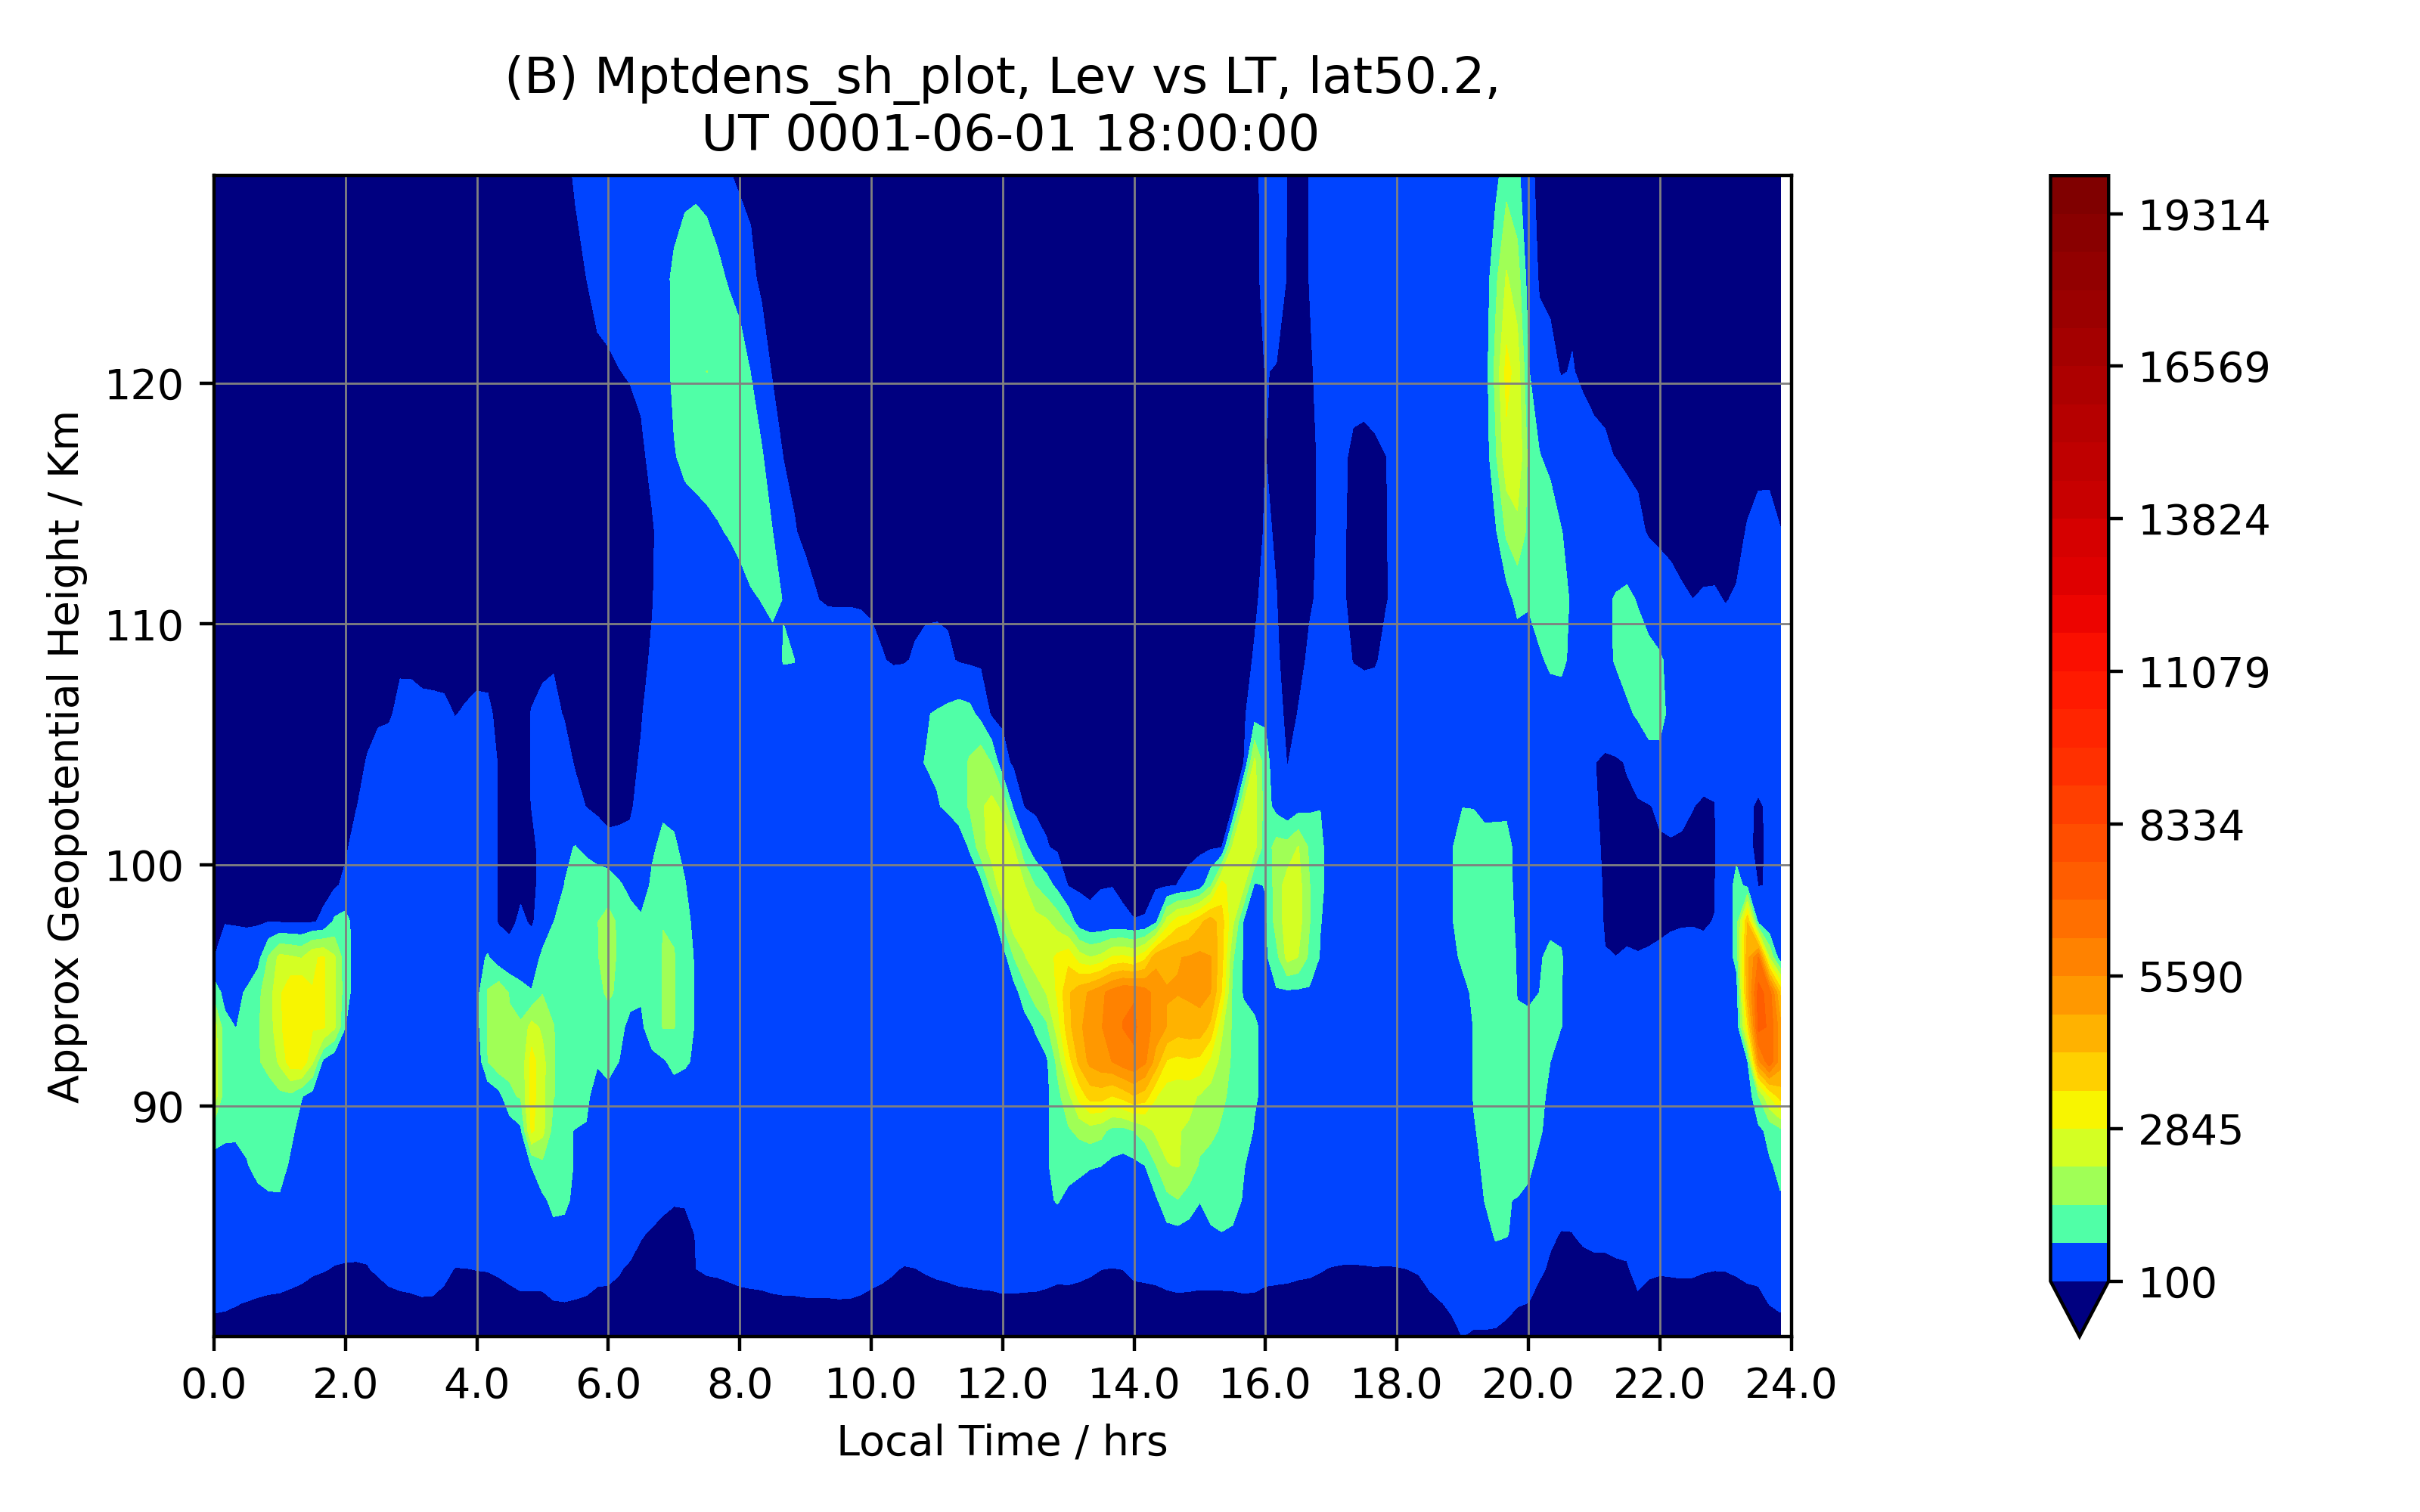 (B) Mptdens_sh_plot, Lev vs LT, lat50.2,
UT 0001-06-01 18:00:00
Approx Geopotential Height / Km
120
110
100
90
0.0 2.0 4.0 6.0 8.0 10.0 12.0 14.0 16.0 18.0 20.0 22.0 24.0
Local Time / hrs
19314
16569
13824
11079
8334
5590
2845
100